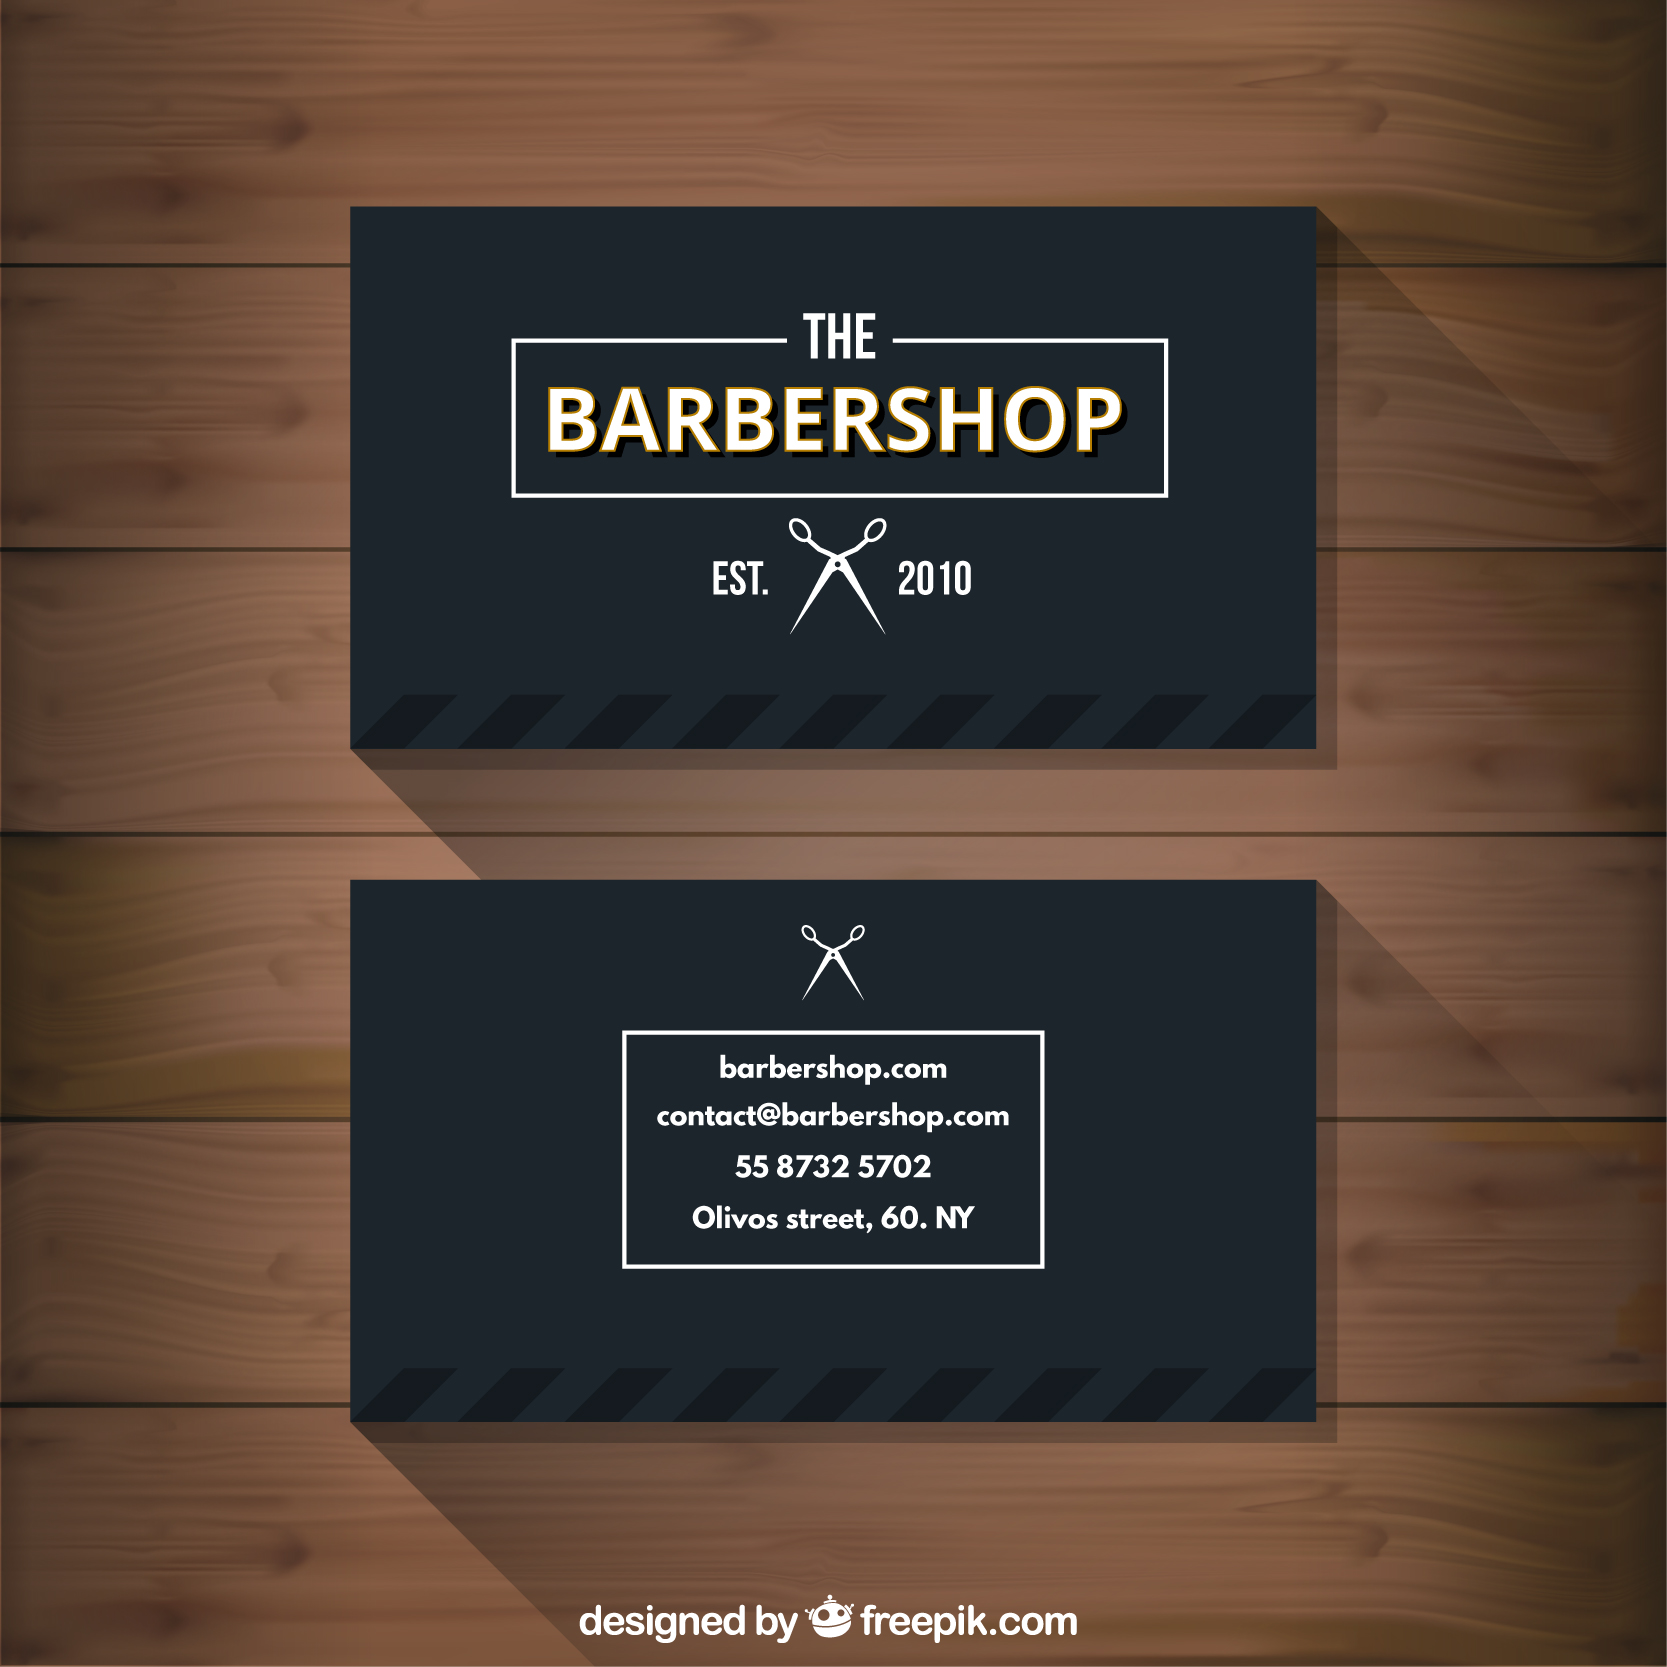 THE
BARBERSHOP
EST. 2010
barbershop.com
contact@barbershop.com
55 8732 5702
Olivos street, 60. NY
designed by freepik.com